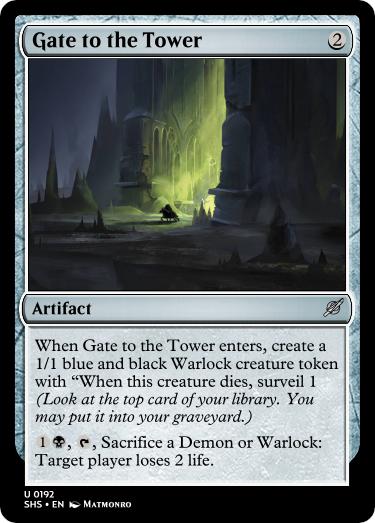 Gate to the Tower 2
Artifact
When Gate to the Tower enters, create a
1/1 blue and black Warlock creature token
with “When this creature dies, surveil 1
(Look at the top card of your library. You
may put it into your graveyard.)
1 , , Sacrifice a Demon or Warlock:
Target player loses 2 life.
U 0192
SHS • EN Matmonro